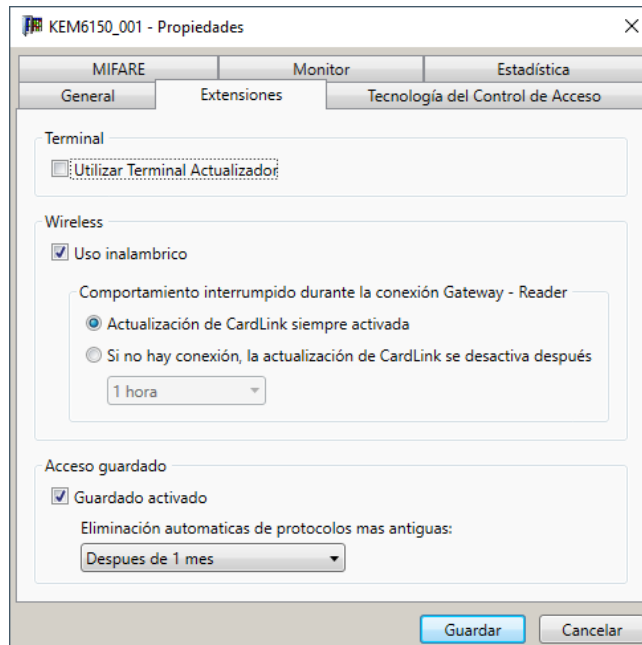 KEM6150_001 - Propiedades
MIFARE Monitor Estadística
General Extensiones Tecnología del Control de Acceso
Terminal
Utilizar Terminal Actualizador
Wireless
Uso inalambrico
Comportamiento interrumpido durante la conexión Gateway - Reader
Actualización de CardLink siempre activada
Si no hay conexión, la actualización de CardLink se desactiva después
1 hora
Acceso guardado
Guardado activado
Eliminación automaticas de protocolos mas antiguas:
Despues de 1 mes
Guardar Cancelar